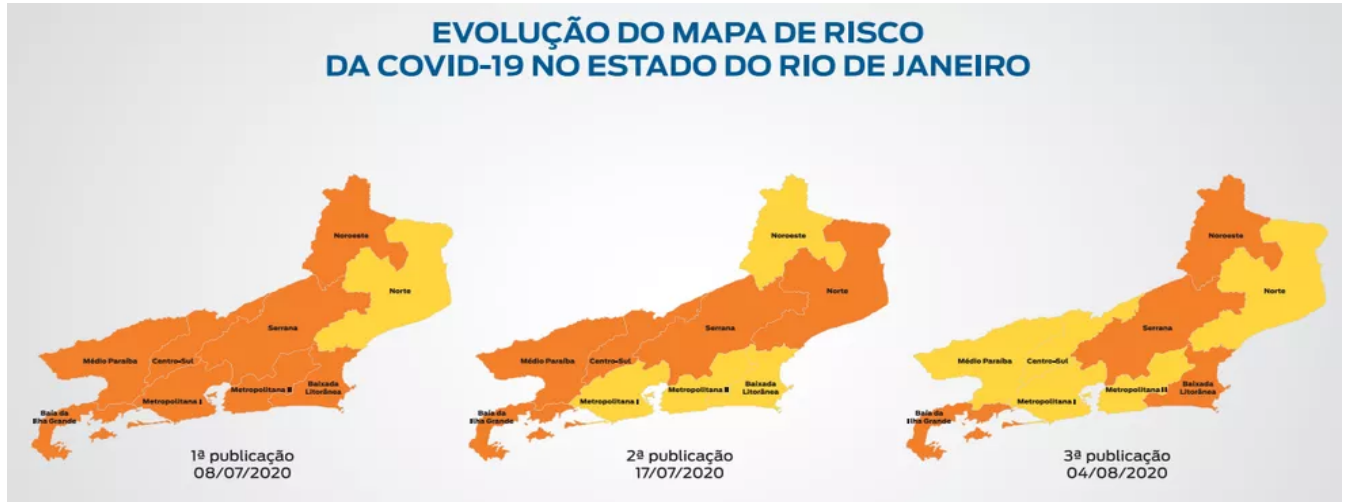 EVOLUÇÃO DO MAPA DE RISCO
DA COVID-19 NO ESTADO DO RIO DE JANEIRO
Noroeste
Norte
Serrana
Médio Paraíba
Centro-Sul
Metropolitana II
Baixada
Litorânea
Metropolitana I
Baía da
Ilha Grande
1ª publicação
08/07/2020
Noroeste
Norte
Serrana
Médio Paraíba
Centro-Sul
Metropolitana II
Baixada
Litorânea
Metropolitana I
Baía da
Ilha Grande
2ª publicação
17/07/2020
Noroeste
Norte
Serrana
Médio Paraíba
Centro-Sul
Metropolitana II
Baixada
Litorânea
Metropolitana I
Baía da
Ilha Grande
3ª publicação
04/08/2020